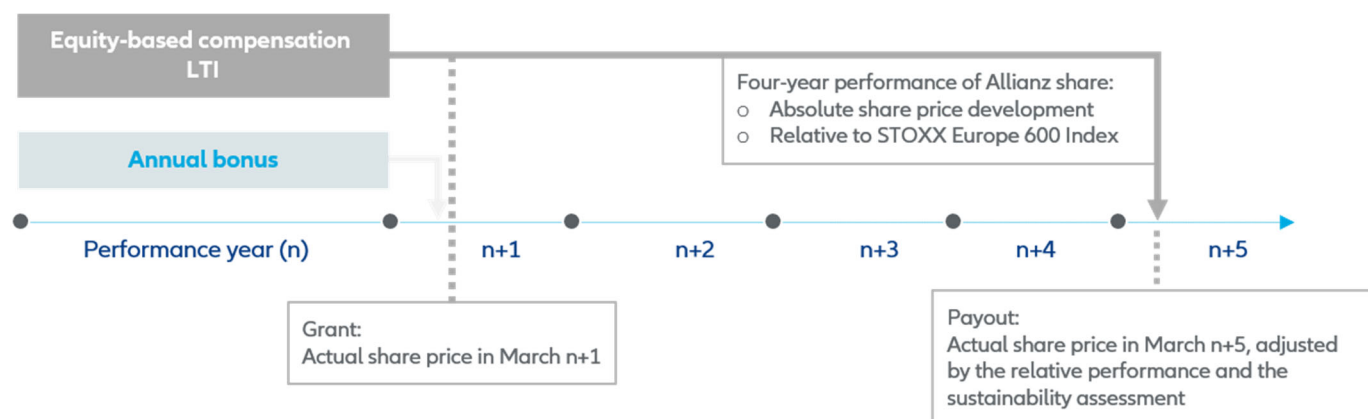 Equity-based compensation
LTI
Four-year performance of Allianz share:
o Absolute share price development
o Relative to STOXX Europe 600 Index
Annual bonus
Performance year (n)
n+1
n+2
n+3
n+4
n+5
Grant:
Actual share price in March n+1
Payout:
Actual share price in March n+5, adjusted
by the relative performance and the
sustainability assessment